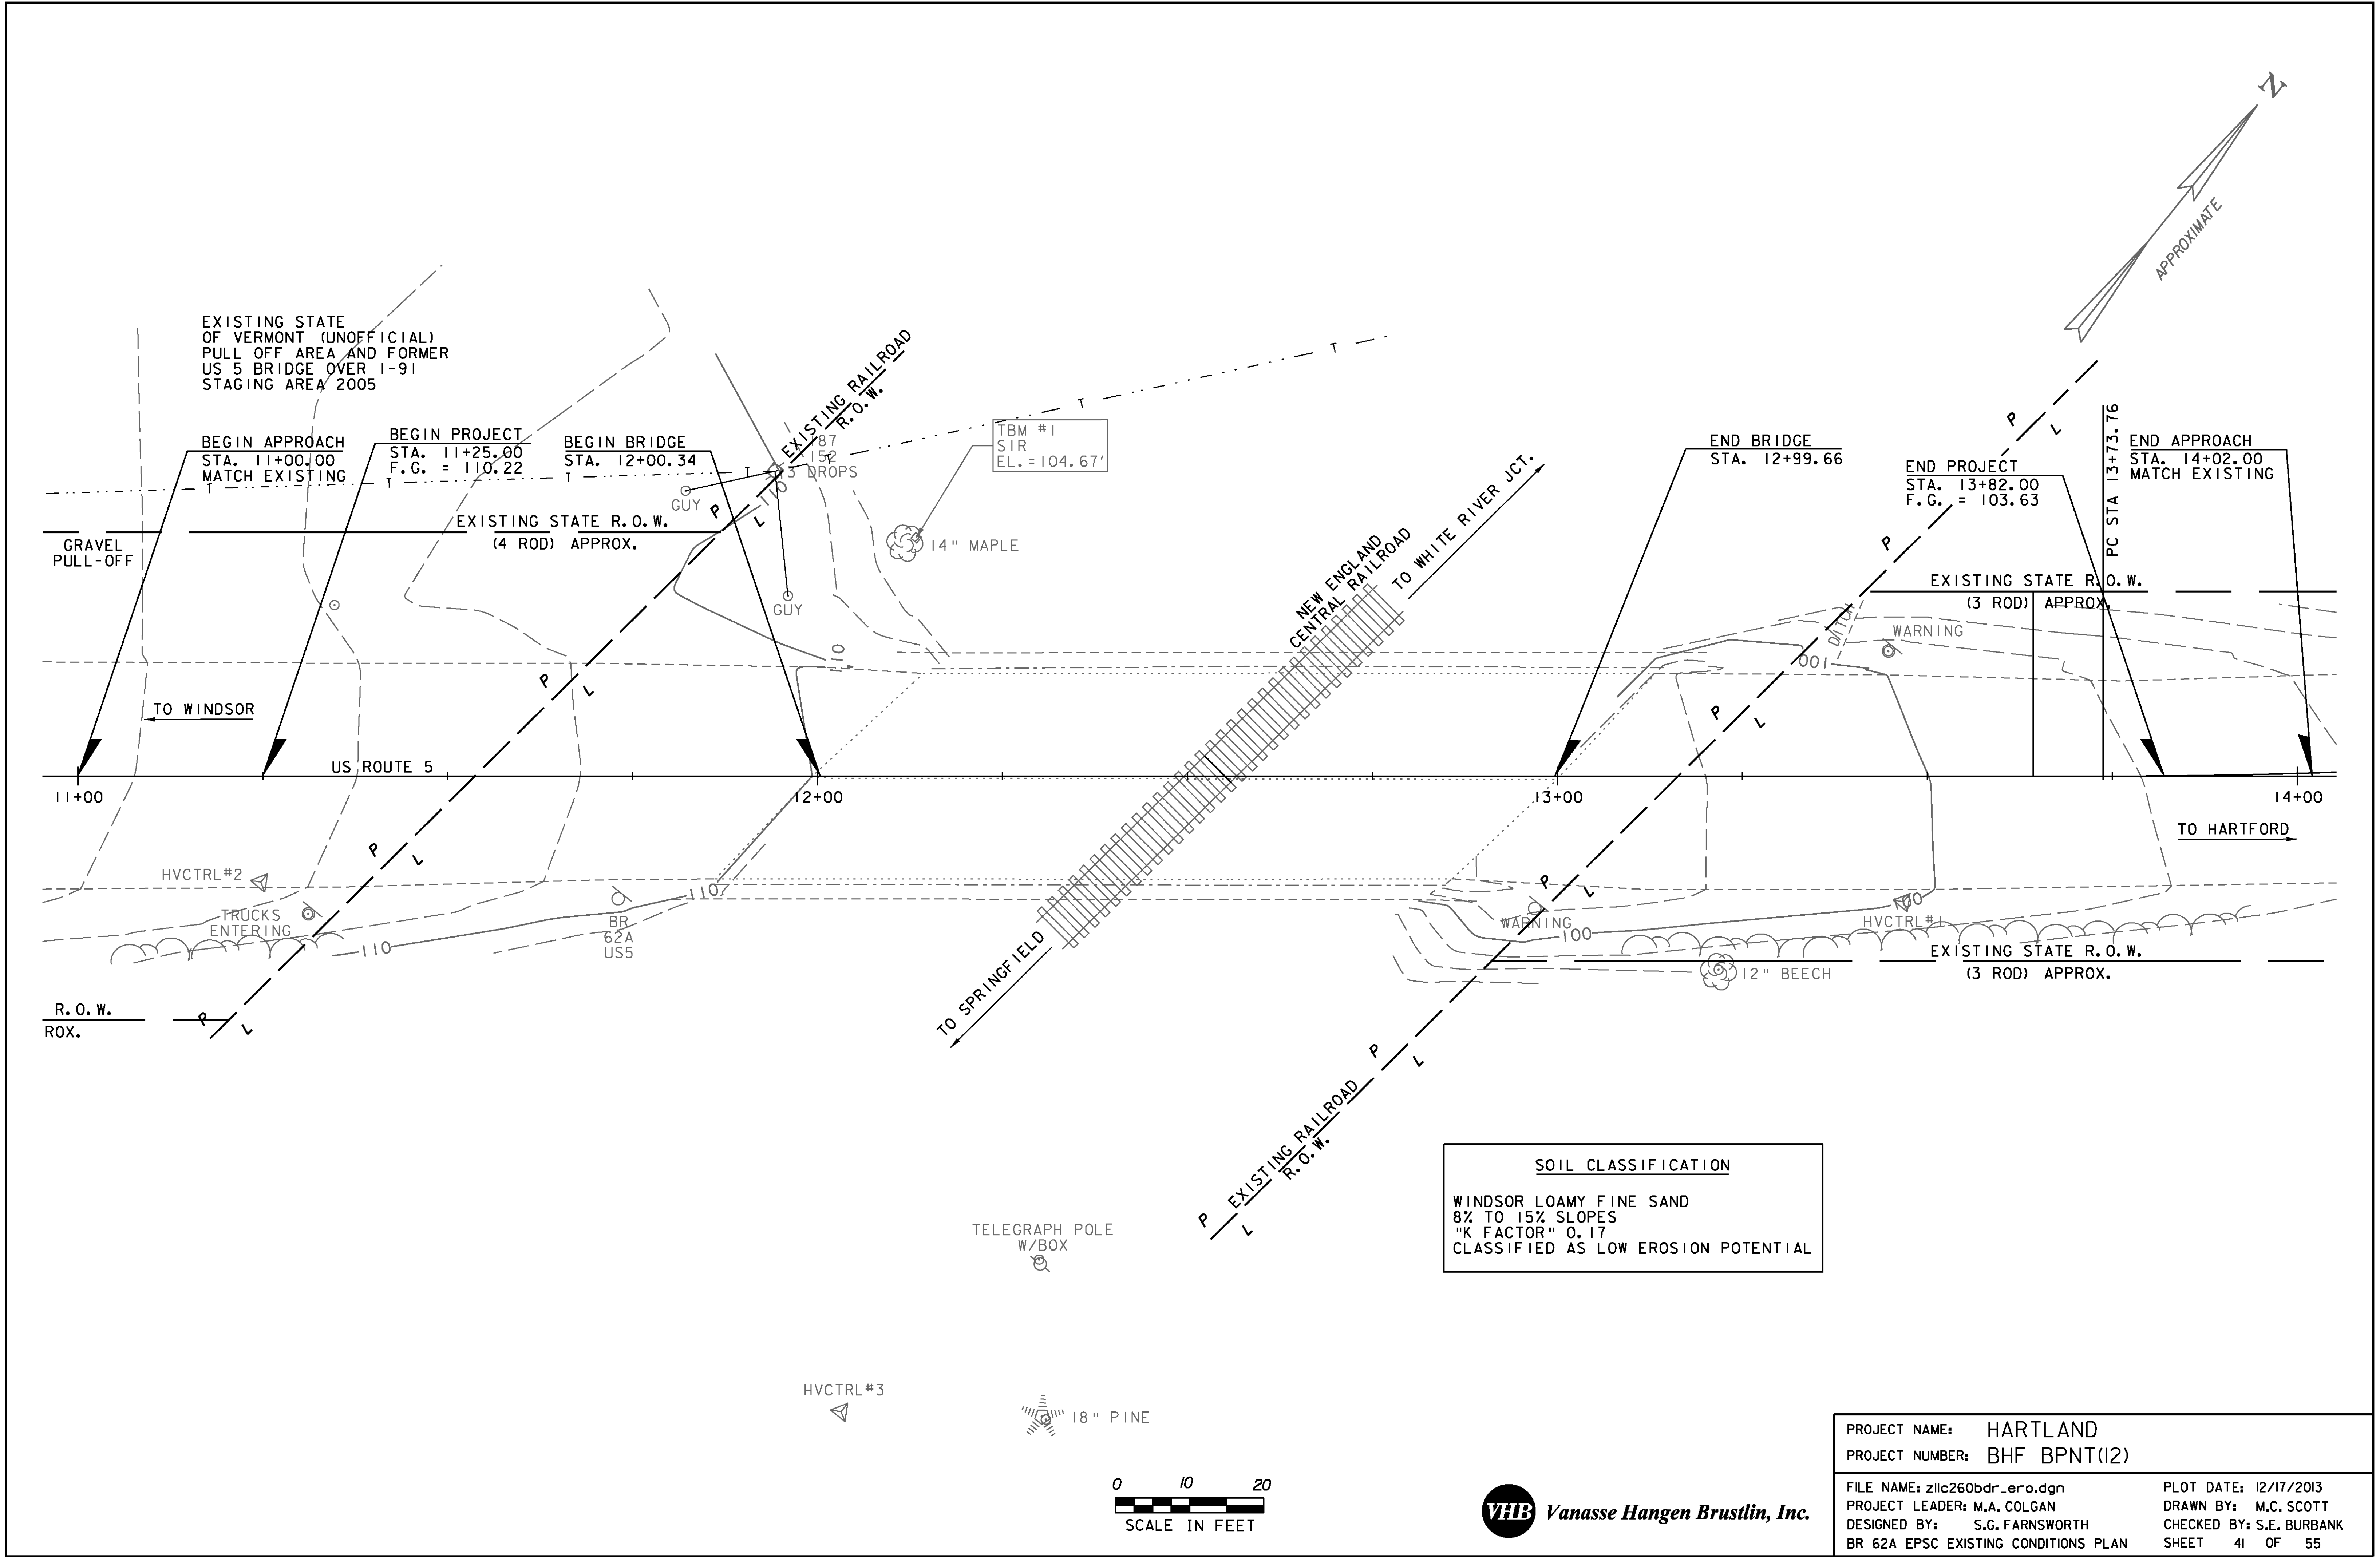 N
APPROXIMATE
EXISTING STATE
OF VERMONT (UNOFFICIAL)
PULL OFF AREA AND FORMER
US 5 BRIDGE OVER I-91
STAGING AREA 2005
BEGIN APPROACH
STA. 11+00.00
MATCH EXISTING
BEGIN PROJECT
STA. 11+25.00
F.G. = 110.22
BEGIN BRIDGE
STA. 12+00.34
EXISTING RAILROAD
R.O.W.
87
152
3 DROPS
T
T
T
T
T
T
T
TBM #1
SIR
EL.=104.67'
END BRIDGE
STA. 12+99.66
END PROJECT
STA. 13+82.00
F.G. = 103.63
PC STA 13+73.76
END APPROACH
STA. 14+02.00
MATCH EXISTING
GUY
110
EXISTING STATE R.O.W.
(4 ROD) APPROX.
GRAVEL
PULL-OFF
14" MAPLE
GUY
NEW ENGLAND
CENTRAL RAILROAD
TO WHITE RIVER JCT.
EXISTING STATE R.O.W.
(3 ROD) APPROX.
DITCH
WARNING
100
P
L
P
L
P
L
P
L
P
L
P
L
P
L
TO WINDSOR
US ROUTE 5
11+00
12+00
13+00
14+00
TO HARTFORD
HVCTRL#2
TRUCKS
ENTERING
110
110
BR
62A
US5
WARNING
100
100
HVCTRL#1
EXISTING STATE R.O.W.
(3 ROD) APPROX.
12" BEECH
R.O.W.
ROX.
P
L
P
L
P
L
P
L
TO SPRINGFIELD
EXISTING RAILROAD
R.O.W.
SOIL CLASSIFICATION
WINDSOR LOAMY FINE SAND
8% TO 15% SLOPES
"K FACTOR" 0.17
CLASSIFIED AS LOW EROSION POTENTIAL
TELEGRAPH POLE
W/BOX
HVCTRL#3
18" PINE
0 10 20
SCALE IN FEET
VHB Vanasse Hangen Brustlin, Inc.
PROJECT NAME: HARTLAND
PROJECT NUMBER: BHF BPNT(12)
FILE NAME: z11c260bdr_ero.dgn PLOT DATE: 12/17/2013
PROJECT LEADER: M.A. COLGAN DRAWN BY: M.C. SCOTT
DESIGNED BY: S.G. FARNSWORTH CHECKED BY: S.E. BURBANK
BR 62A EPSC EXISTING CONDITIONS PLAN SHEET 41 OF 55